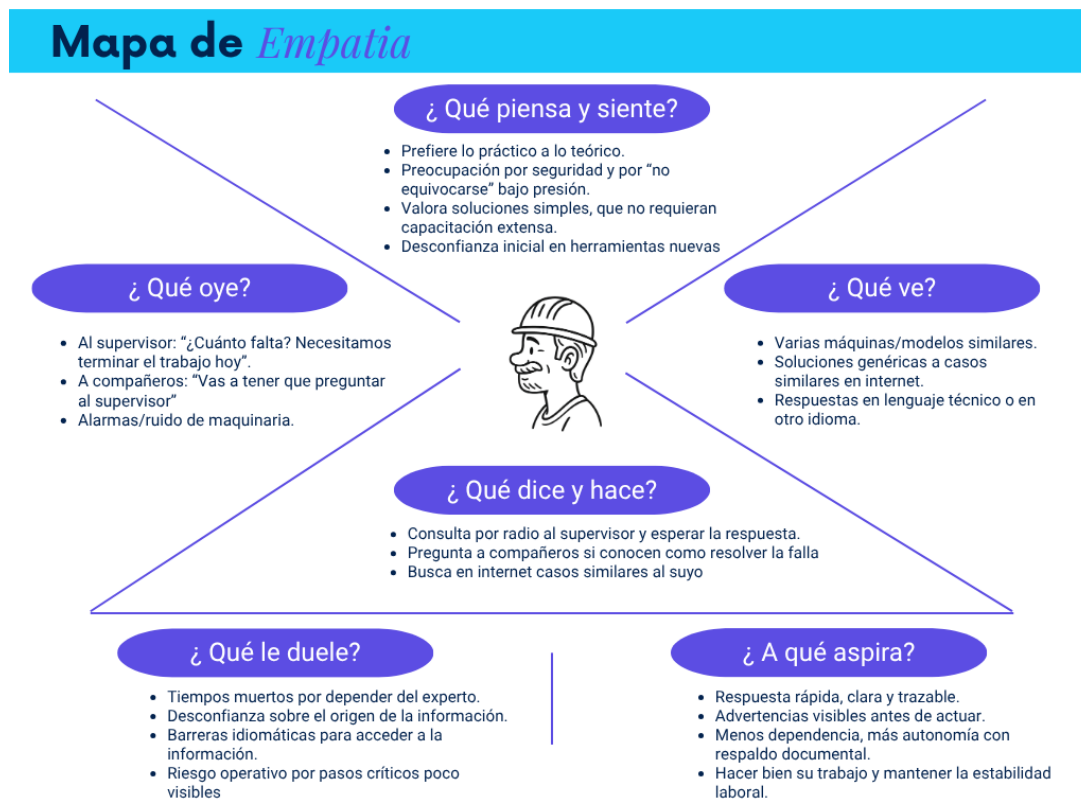 Mapa de Empatia
¿ Qué piensa y siente?
• Prefiere lo práctico a lo teórico.
• Preocupación por seguridad y por “no
equivocarse” bajo presión.
• Valora soluciones simples, que no requieran
capacitación extensa.
• Desconfianza inicial en herramientas nuevas
¿ Qué oye?
• Al supervisor: “¿Cuánto falta? Necesitamos
terminar el trabajo hoy”.
• A compañeros: “Vas a tener que preguntar
al supervisor”
• Alarmas/ruido de maquinaria.
¿ Qué ve?
• Varias máquinas/modelos similares.
• Soluciones genéricas a casos
similares en internet.
• Respuestas en lenguaje técnico o en
otro idioma.
¿ Qué dice y hace?
• Consulta por radio al supervisor y esperar la respuesta.
• Pregunta a compañeros si conocen como resolver la falla
• Busca en internet casos similares al suyo
¿ Qué le duele?
• Tiempos muertos por depender del experto.
• Desconfianza sobre el origen de la información.
• Barreras idiomáticas para acceder a la
información.
• Riesgo operativo por pasos críticos poco
visibles
¿ A qué aspira?
• Respuesta rápida, clara y trazable.
• Advertencias visibles antes de actuar.
• Menos dependencia, más autonomía con
respaldo documental.
• Hacer bien su trabajo y mantener la estabilidad
laboral.